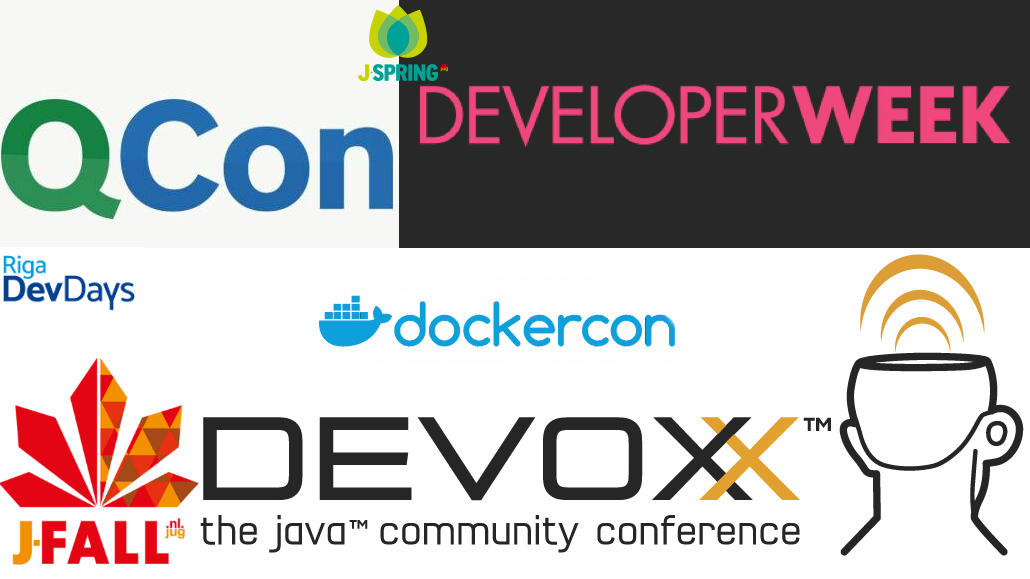 J-SPRING
QCon
DEVELOPERWEEK
Riga
DevDays
dockercon
DEVOXX™
the java™ community conference
J-FALL
.nl.
jug